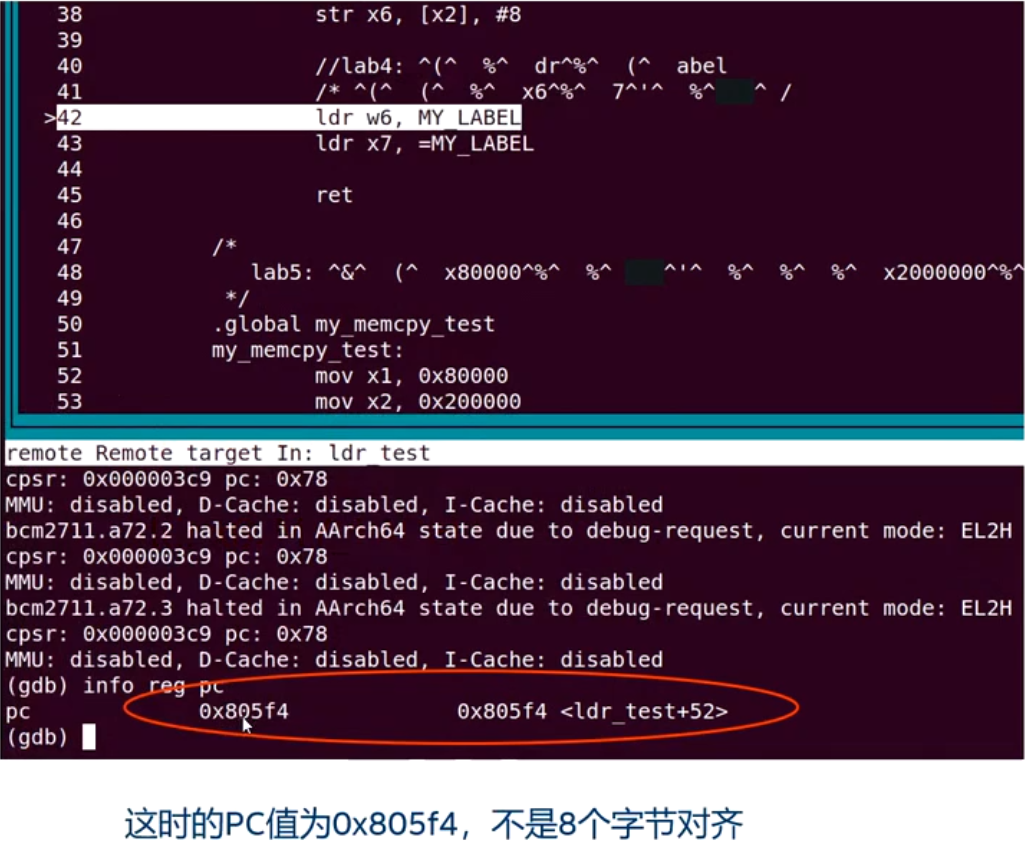 38 str x6, [x2], #8
39
40 //lab4: ^(^ %^ dr^%^ (^ abel
41 /* ^(^ (^ %^ x6^%^ 7^'^ %^ ^ /
>42 ldr w6, MY_LABEL
43 ldr x7, =MY_LABEL
44
45 ret
46
47 /*
48 lab5: ^&^ (^ x80000^%^ %^ ^'^ %^ %^ %^ x2000000^%^
49 */
50 .global my_memcpy_test
51 my_memcpy_test:
52 mov x1, 0x80000
53 mov x2, 0x200000
remote Remote target In: ldr_test
cpsr: 0x000003c9 pc: 0x78
MMU: disabled, D-Cache: disabled, I-Cache: disabled
bcm2711.a72.2 halted in AArch64 state due to debug-request, current mode: EL2H
cpsr: 0x000003c9 pc: 0x78
MMU: disabled, D-Cache: disabled, I-Cache: disabled
bcm2711.a72.3 halted in AArch64 state due to debug-request, current mode: EL2H
cpsr: 0x000003c9 pc: 0x78
MMU: disabled, D-Cache: disabled, I-Cache: disabled
(gdb) info reg pc
pc 0x805f4 0x805f4 <ldr_test+52>
(gdb)
这时的PC值为0x805f4，不是8个字节对齐